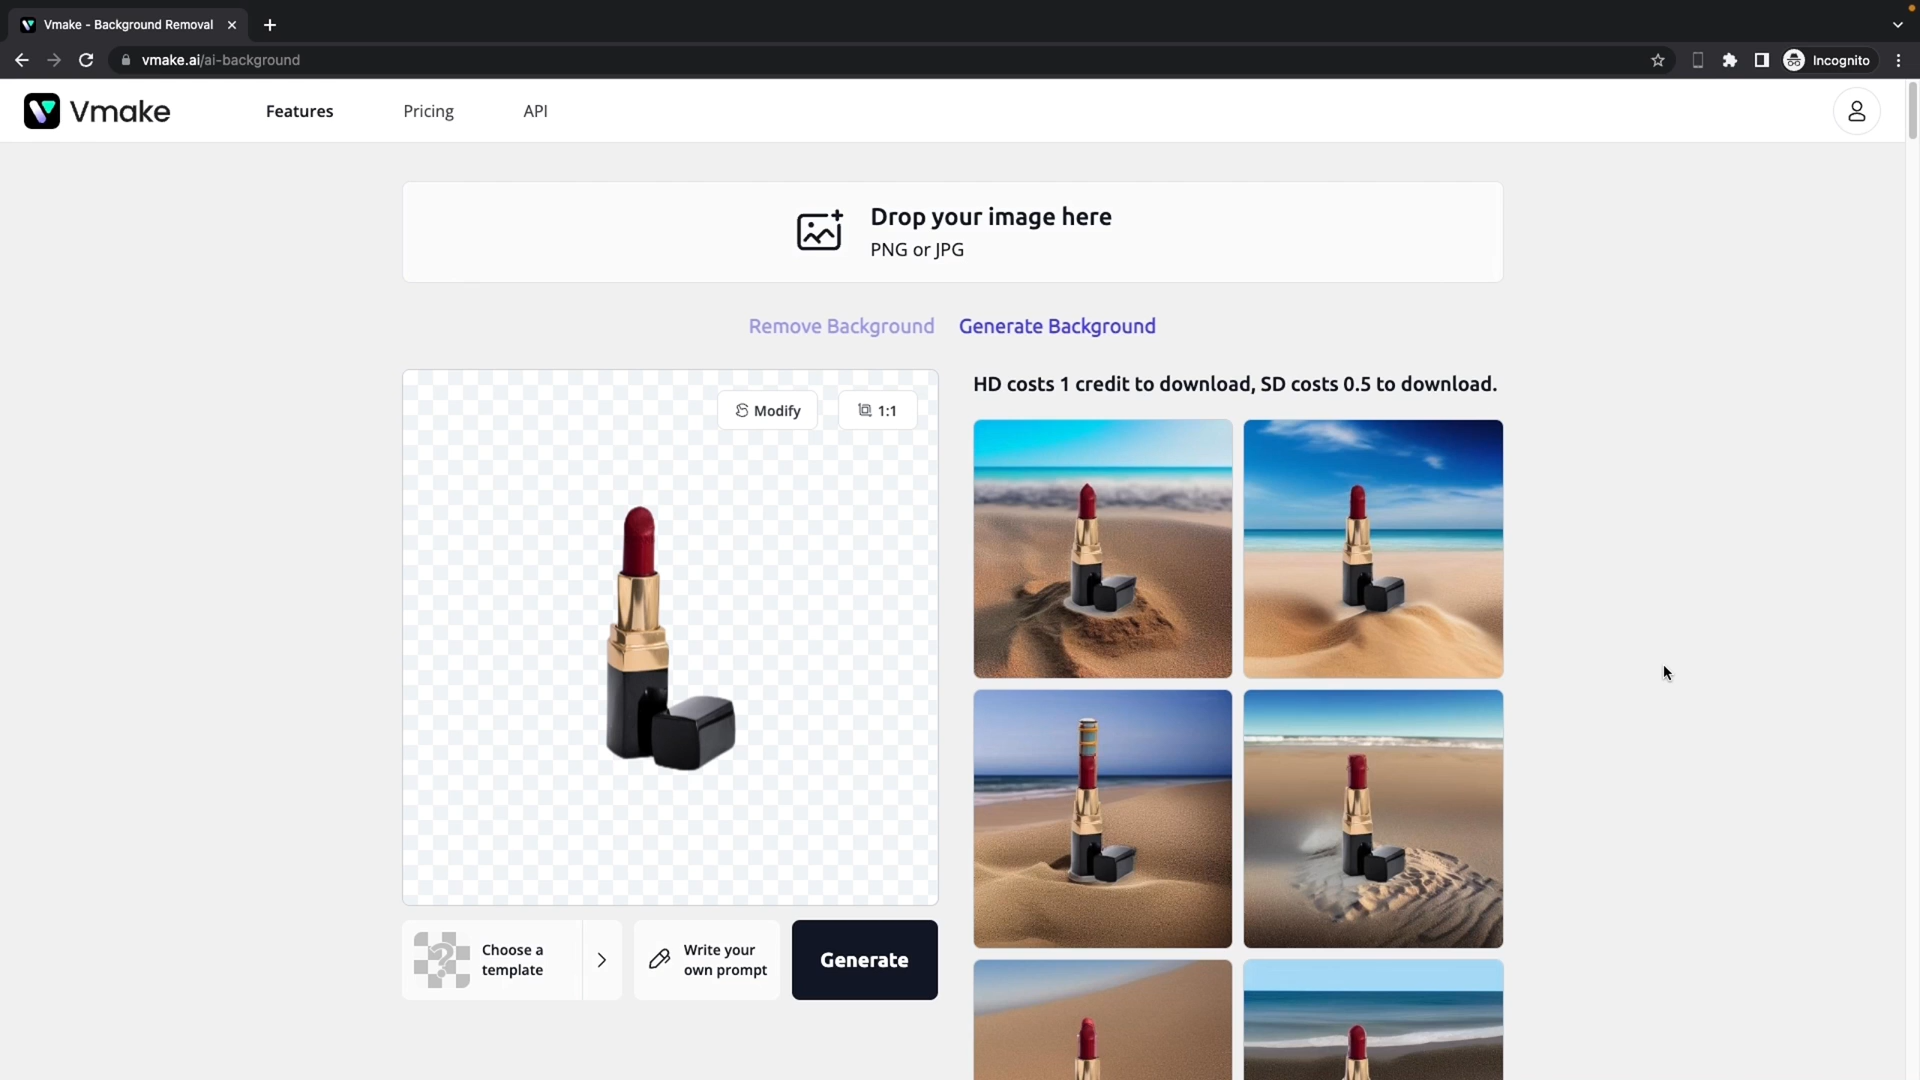 Vmake - Background Removal
vmake.ai/ai-background
Incognito
Vmake
Features
Pricing
API
Drop your image here
PNG or JPG
Remove Background
Generate Background
Modify
1:1
HD costs 1 credit to download, SD costs 0.5 to download.
Choose a
template
Write your
own prompt
Generate